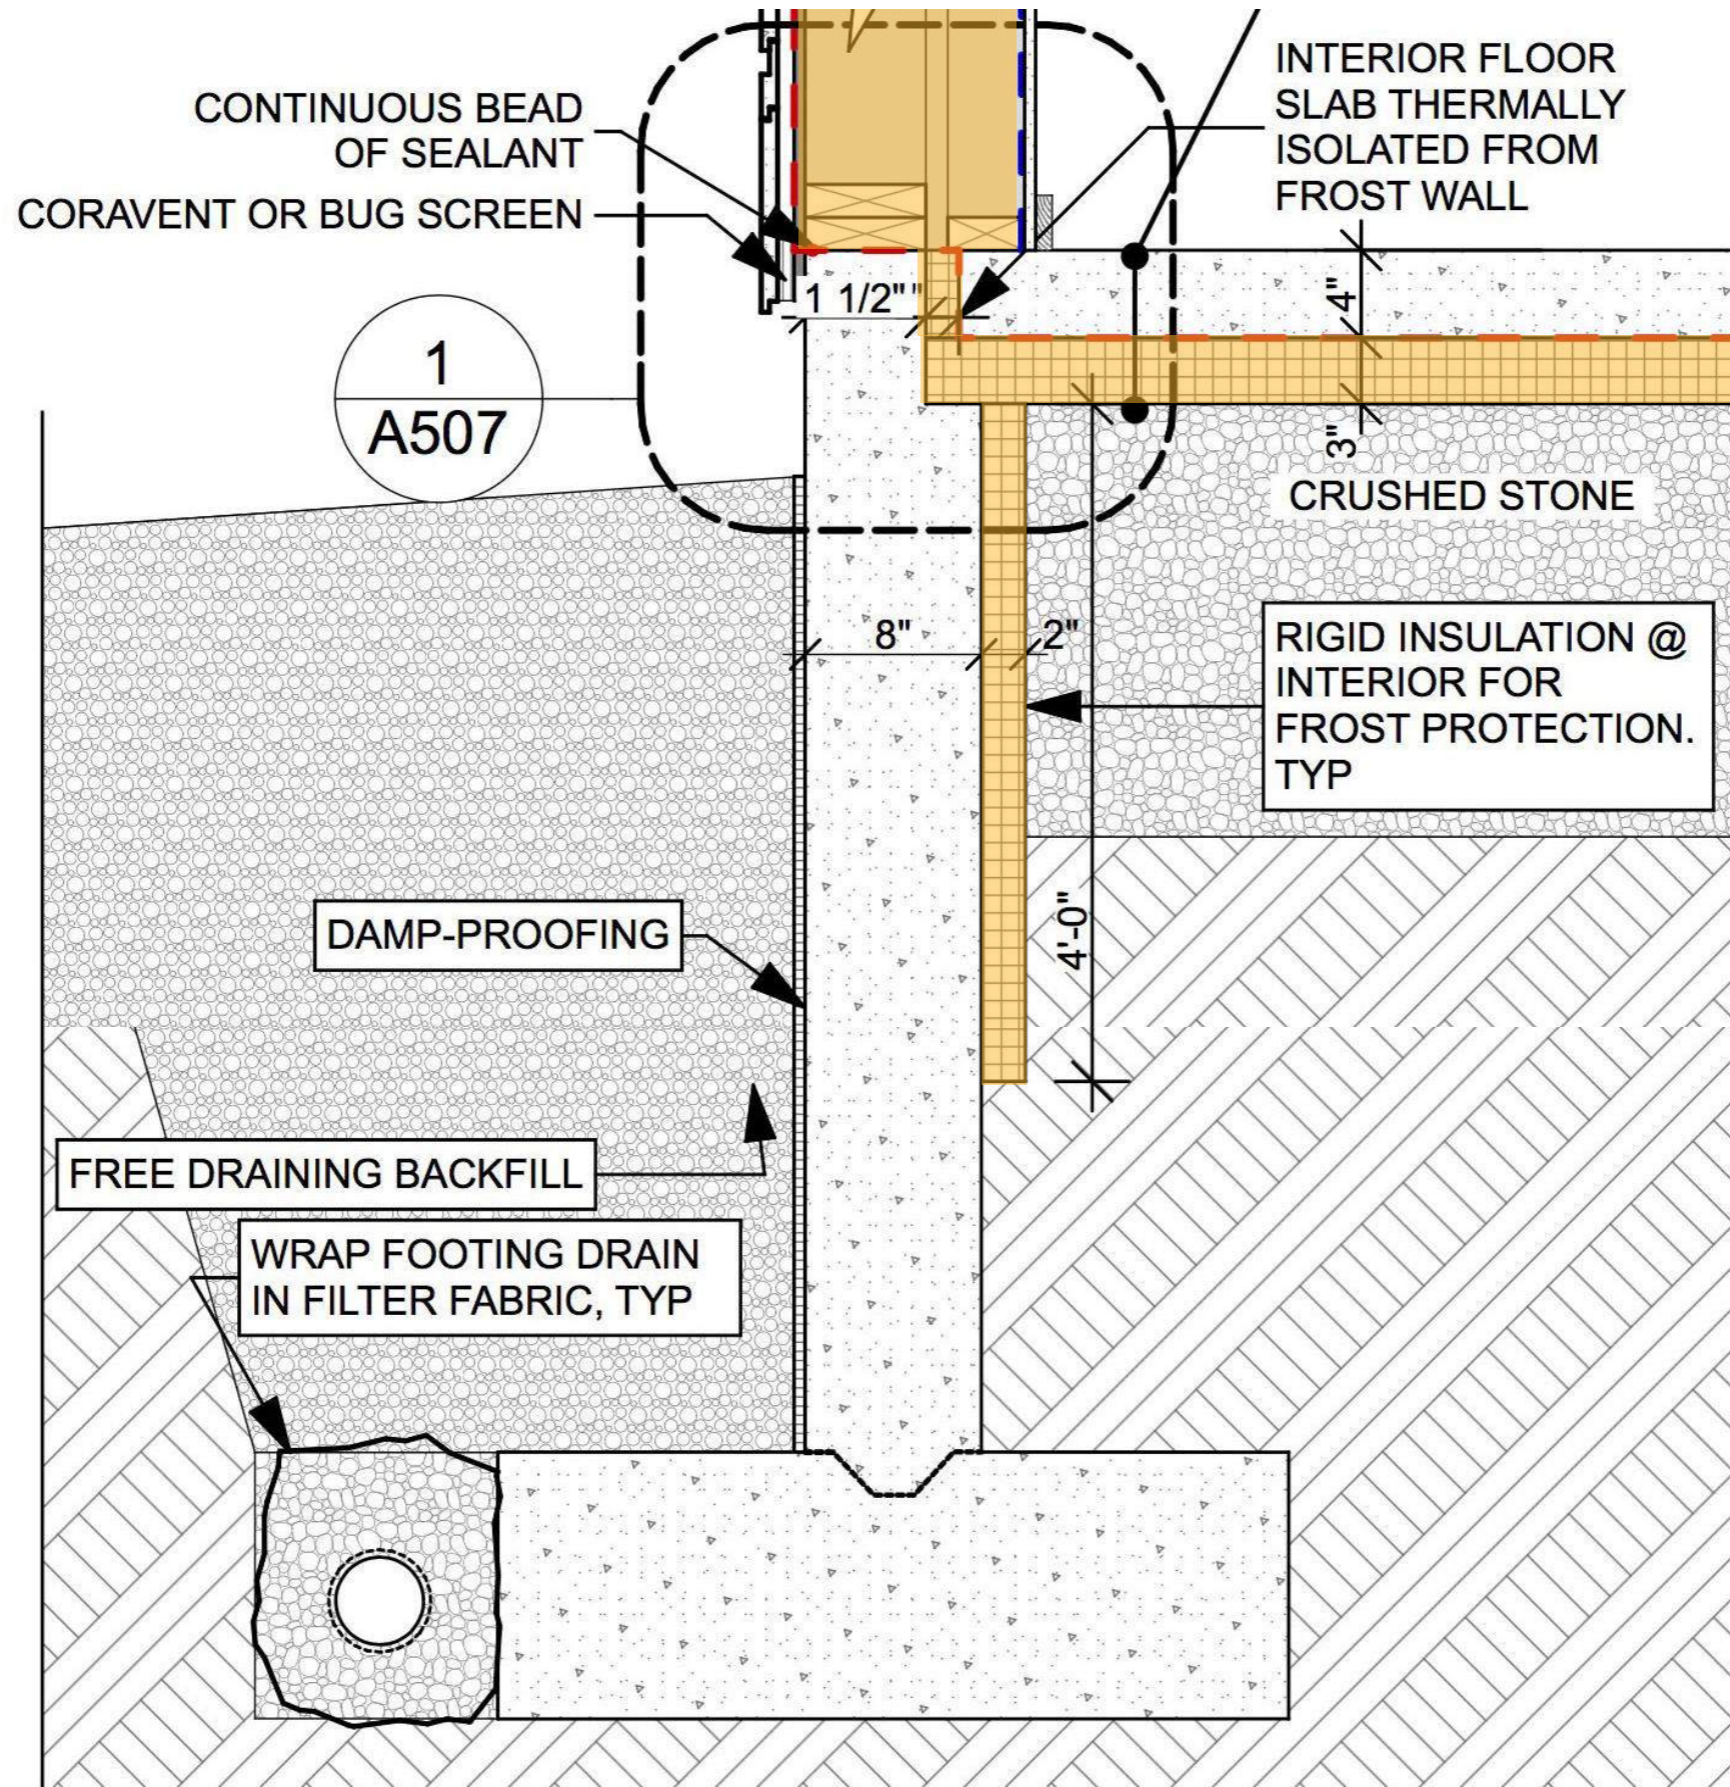 CONTINUOUS BEAD
OF SEALANT
CORAVENT OR BUG SCREEN
INTERIOR FLOOR
SLAB THERMALLY
ISOLATED FROM
FROST WALL
1 1/2" "
4"
3"
1
A507
CRUSHED STONE
8"
2"
RIGID INSULATION @
INTERIOR FOR
FROST PROTECTION.
TYP
DAMP-PROOFING
4'-0"
FREE DRAINING BACKFILL
WRAP FOOTING DRAIN
IN FILTER FABRIC, TYP